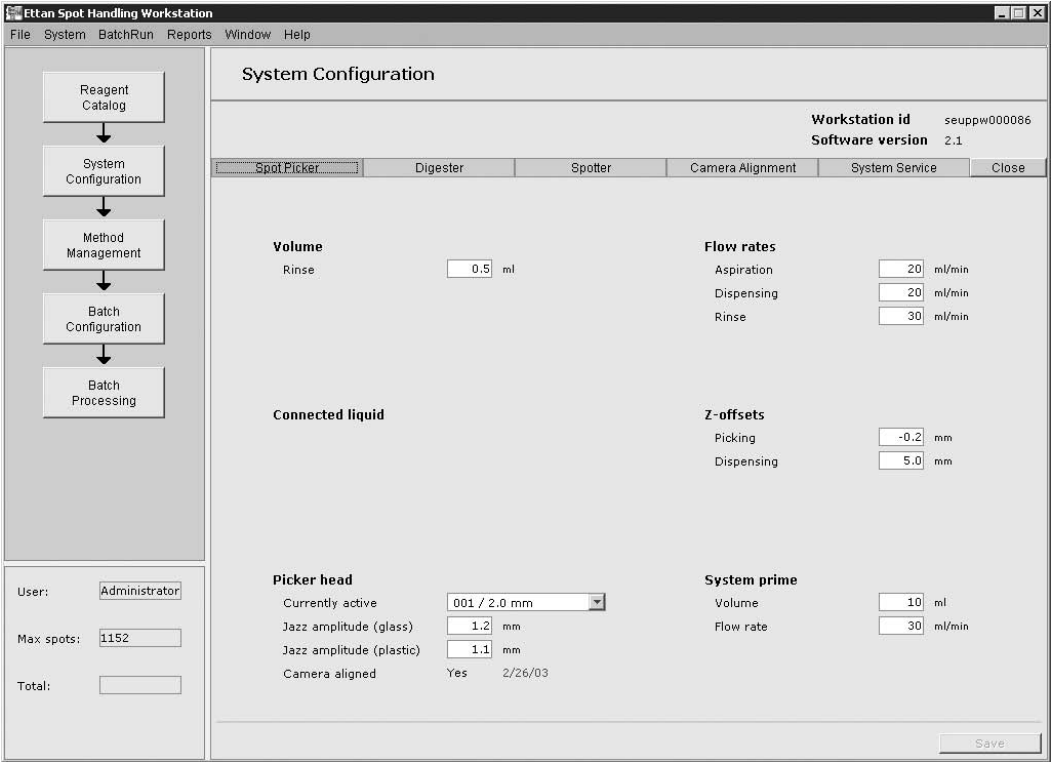 Ettan Spot Handling Workstation
File System BatchRun Reports Window Help
Reagent
Catalog
System
Configuration
Method
Management
Batch
Configuration
Batch
Processing
User: Administrator
Max spots: 1152
Total:
System Configuration
Workstation id seuppw000086
Software version 2.1
Spot Picker Digester Spotter Camera Alignment System Service Close
Volume
Rinse 0.5 ml
Flow rates
Aspiration 20 ml/min
Dispensing 20 ml/min
Rinse 30 ml/min
Connected liquid
Z-offsets
Picking -0.2 mm
Dispensing 5.0 mm
Picker head
Currently active 001 / 2.0 mm
Jazz amplitude (glass) 1.2 mm
Jazz amplitude (plastic) 1.1 mm
Camera aligned Yes 2/26/03
System prime
Volume 10 ml
Flow rate 30 ml/min
Save